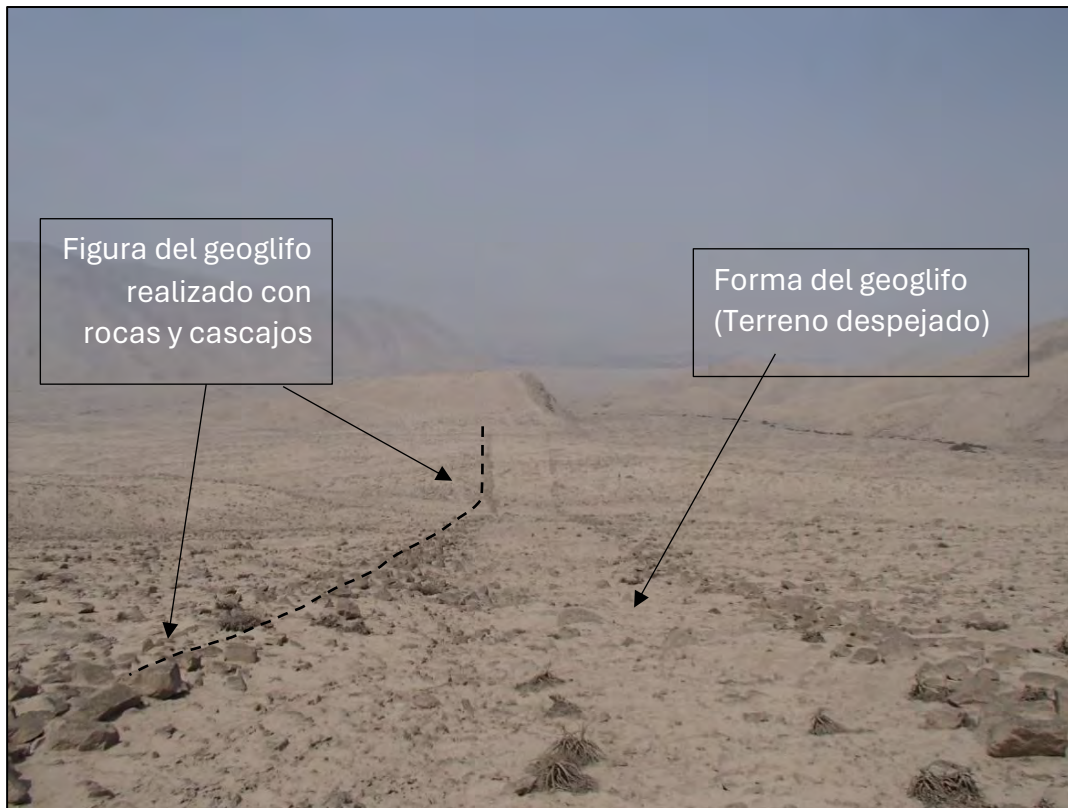 Figura del geoglifo
realizado con
rocas y cascajos
Forma del geoglifo
(Terreno despejado)